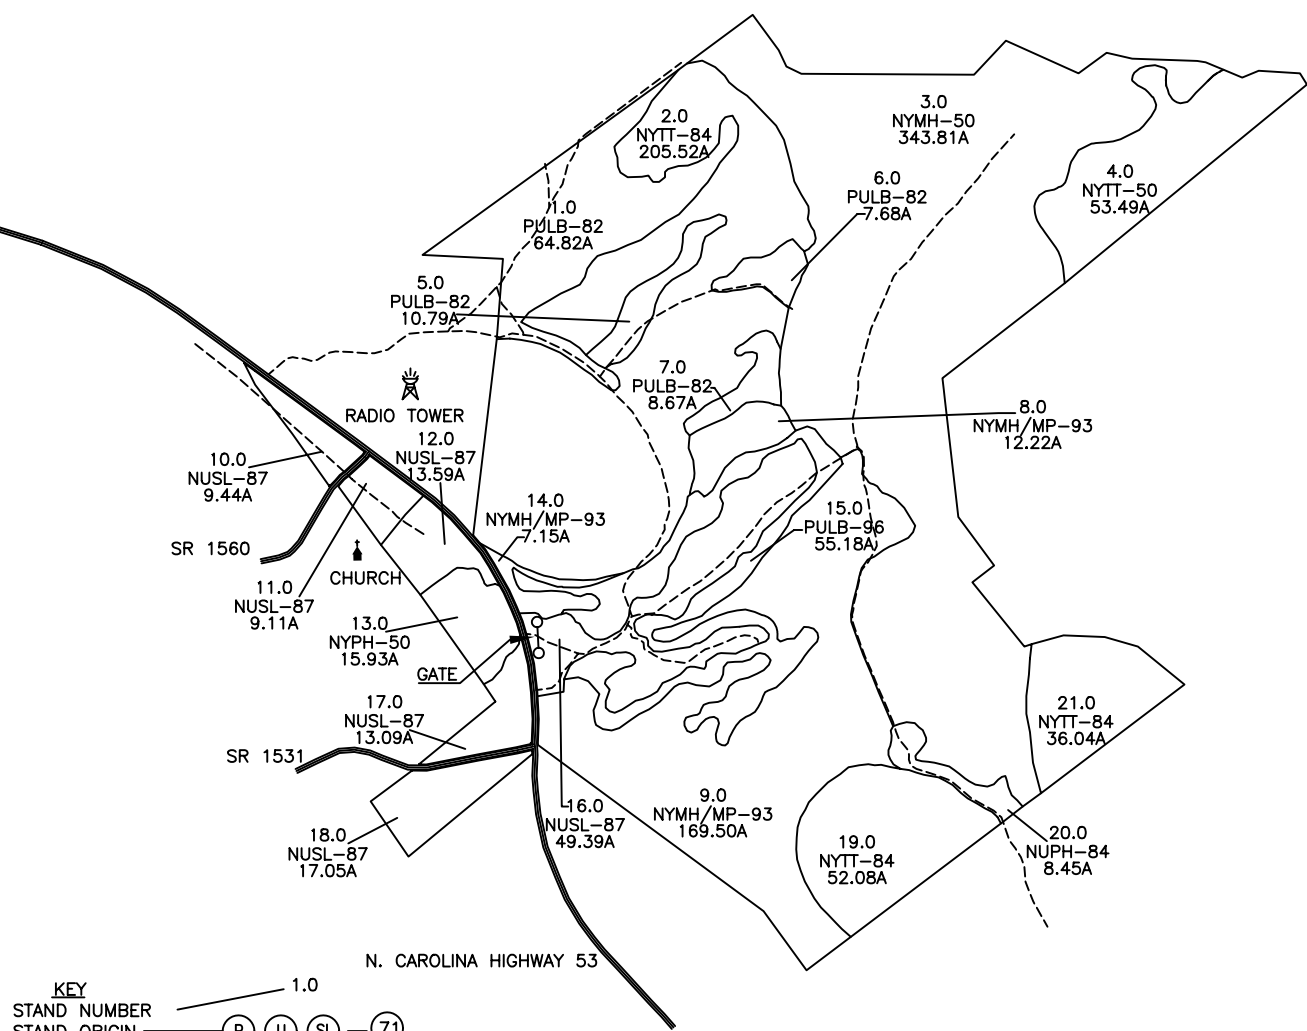 3.0
NYMH-50
343.81A
2.0
NYTT-84
205.52A
4.0
NYTT-50
53.49A
6.0
PULB-82
7.68A
1.0
PULB-82
64.82A
5.0
PULB-82
10.79A
7.0
PULB-82
8.67A
8.0
NYMH/MP-93
12.22A
RADIO TOWER
12.0
NUSL-87
13.59A
10.0
NUSL-87
9.44A
14.0
NYMH/MP-93
7.15A
15.0
PULB-96
55.18A
SR 1560
CHURCH
11.0
NUSL-87
9.11A
13.0
NYPH-50
15.93A
GATE
17.0
NUSL-87
13.09A
21.0
NYTT-84
36.04A
SR 1531
9.0
NYMH/MP-93
169.50A
16.0
NUSL-87
49.39A
18.0
NUSL-87
17.05A
19.0
NYTT-84
52.08A
20.0
NUPH-84
8.45A
N. CAROLINA HIGHWAY 53
KEY
STAND NUMBER 1.0
STAND ORIGIN P U SL - 71